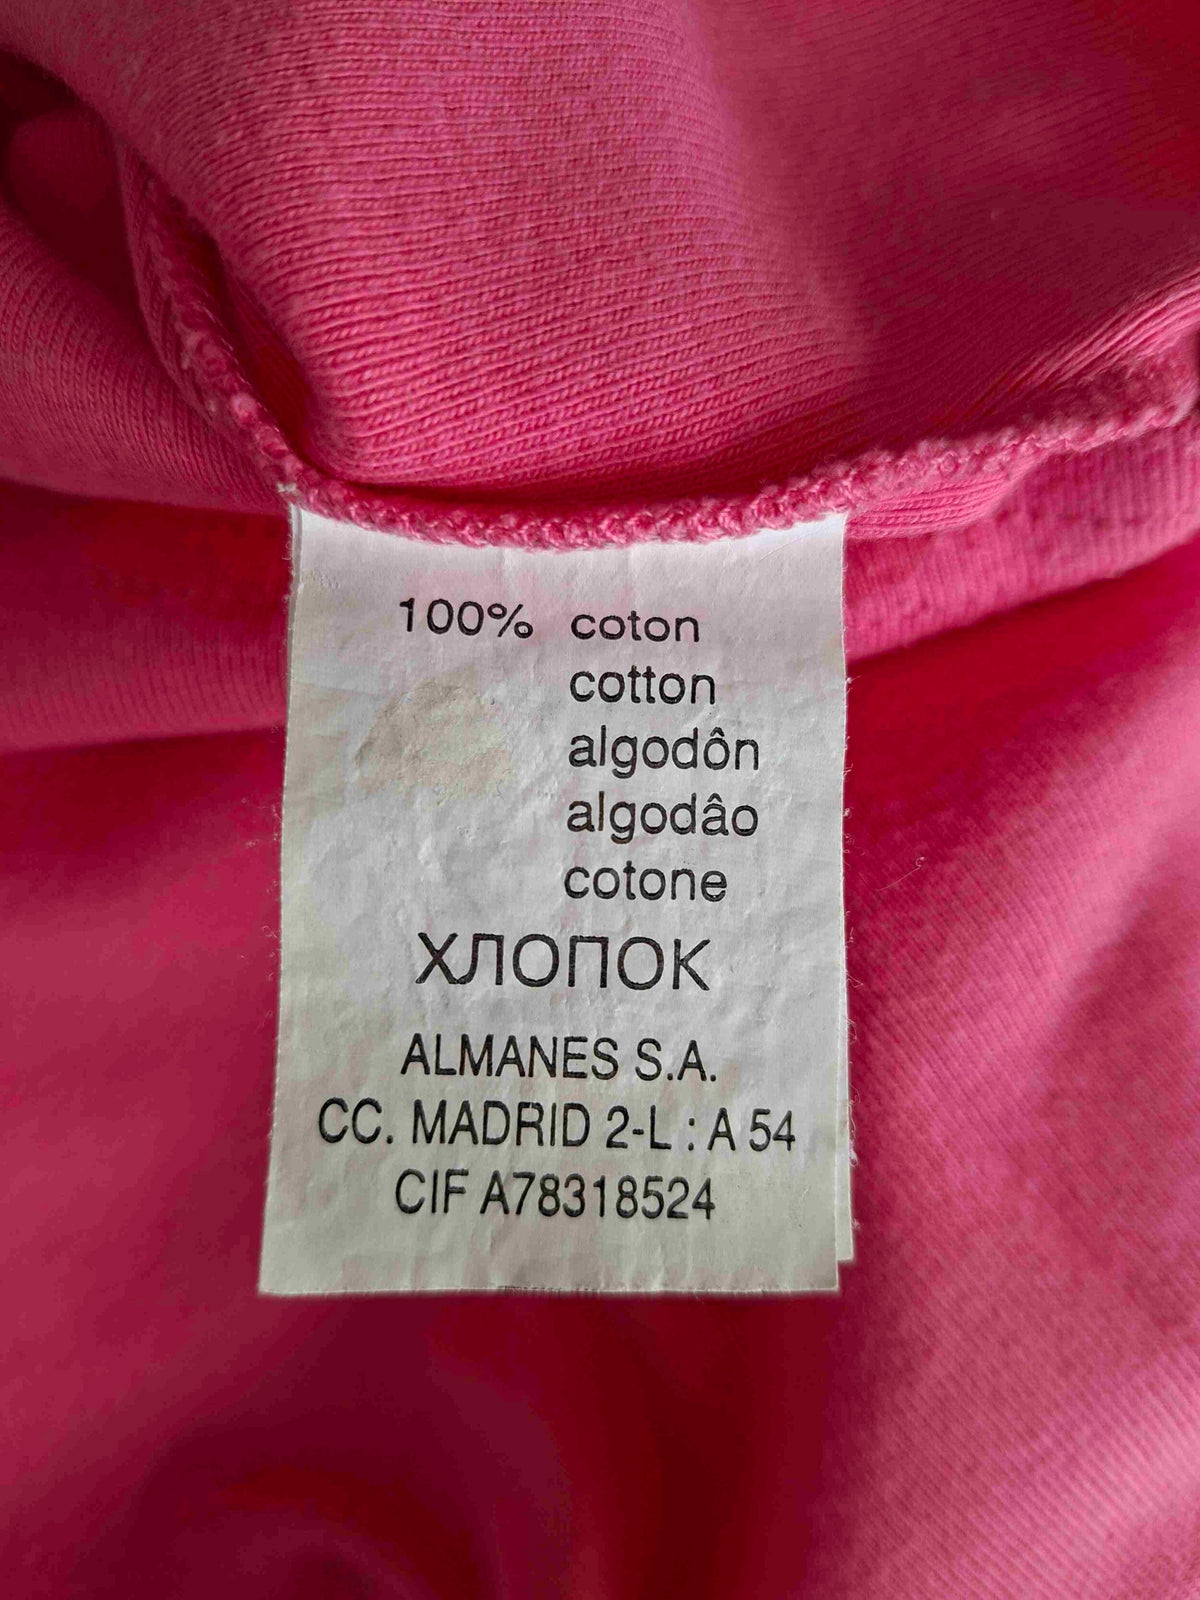 100% coton
cotton
algodôn
algodâo
cotone
ХЛОПОК
ALMANES S.A.
CC. MADRID 2-L : A 54
CIF A78318524